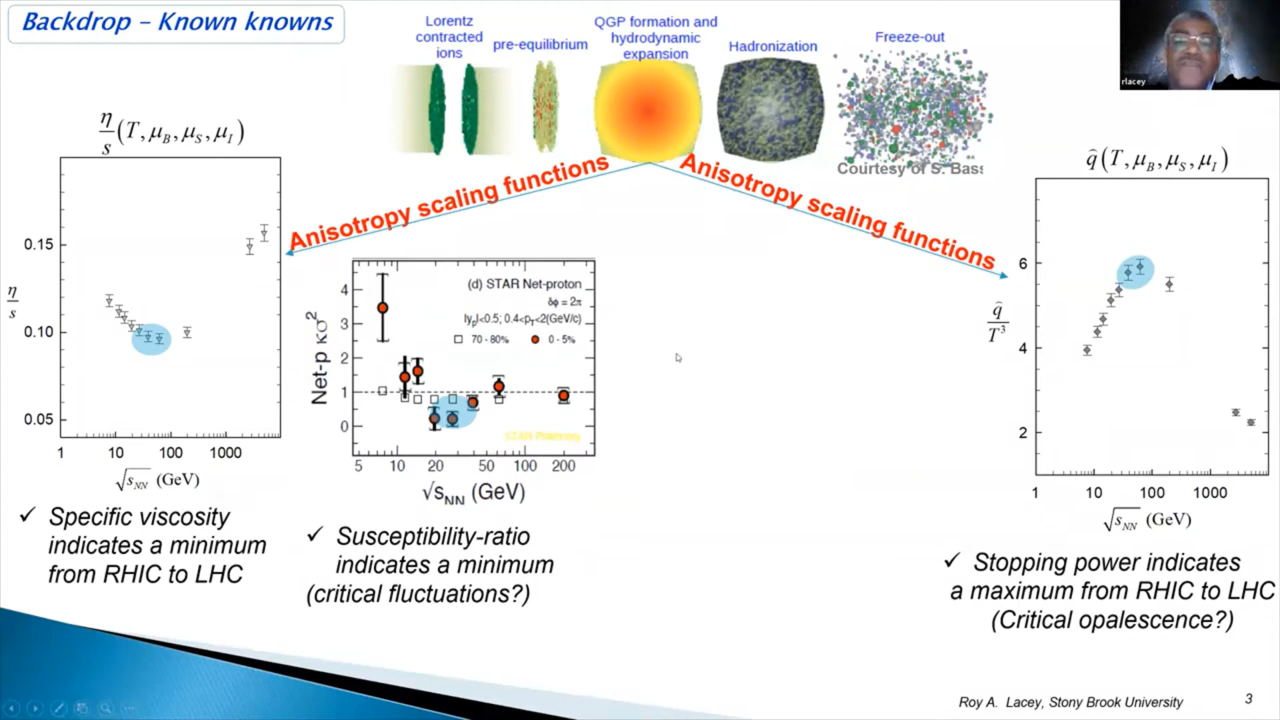 Backdrop – Known knowns
Lorentz
contracted
ions
pre-equilibrium
QGP formation and
hydrodynamic
expansion
Hadronization
Freeze-out
Courtesy of S. Bass
rlacey
Anisotropy scaling functions
Anisotropy scaling functions
η/s (T, μ_B, μ_S, μ_I)
0.15
0.10
0.05
η/s
1 10 100 1000
√s_NN (GeV)
(d) STAR Net-proton
δϕ = 2π
|y_p|<0.5; 0.4<p_T<2(GeV/c)
70 - 80% 0 - 5%
STAR Preliminary
4
3
2
1
0
Net-p κσ²
5 10 20 50 100 200
√s_NN (GeV)
q̂ (T, μ_B, μ_S, μ_I)
6
4
2
q̂/T³
1 10 100 1000
√s_NN (GeV)
✓ Specific viscosity
indicates a minimum
from RHIC to LHC
✓ Susceptibility-ratio
indicates a minimum
(critical fluctuations?)
✓ Stopping power indicates
a maximum from RHIC to LHC
(Critical opalescence?)
Roy A. Lacey, Stony Brook University
3